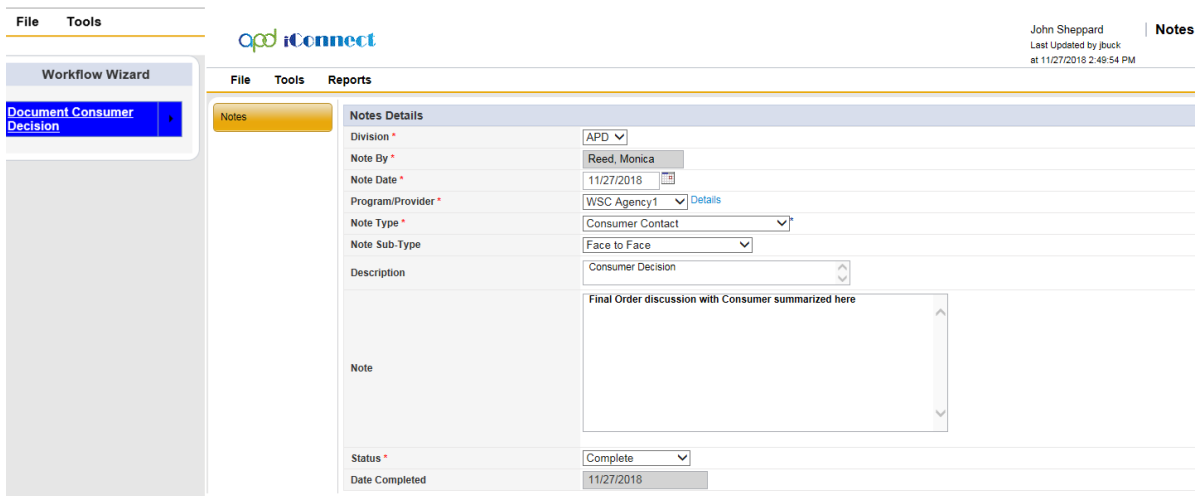 File Tools
Workflow Wizard
Document Consumer
Decision
apd iConnect
John Sheppard
Last Updated by jbuck
at 11/27/2018 2:49:54 PM
Notes
File Tools Reports
Notes
Notes Details
Division * APD
Note By * Reed, Monica
Note Date * 11/27/2018
Program/Provider * WSC Agency1 Details
Note Type * Consumer Contact *
Note Sub-Type Face to Face
Description Consumer Decision
Note Final Order discussion with Consumer summarized here
Status * Complete
Date Completed 11/27/2018